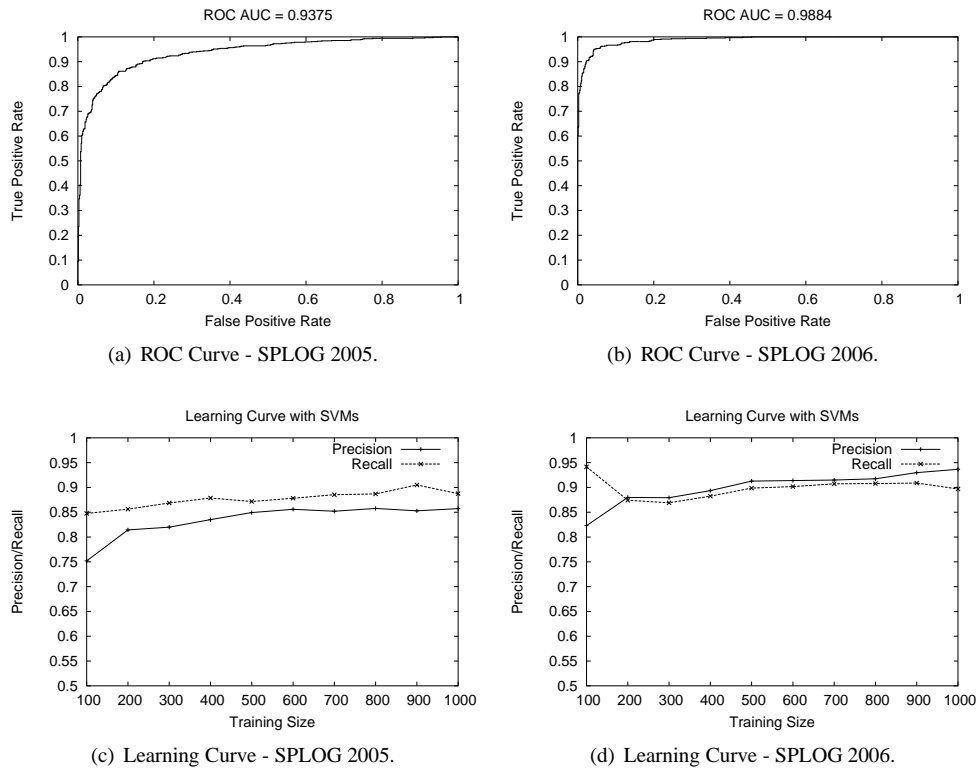 ROC AUC = 0.9375
1
0.9
0.8
0.7
0.6
0.5
0.4
0.3
0.2
0.1
0
0 0.2 0.4 0.6 0.8 1
True Positive Rate
False Positive Rate
(a) ROC Curve - SPLOG 2005.
ROC AUC = 0.9884
1
0.9
0.8
0.7
0.6
0.5
0.4
0.3
0.2
0.1
0
0 0.2 0.4 0.6 0.8 1
True Positive Rate
False Positive Rate
(b) ROC Curve - SPLOG 2006.
Learning Curve with SVMs
Precision
Recall
1
0.95
0.9
0.85
0.8
0.75
0.7
0.65
0.6
0.55
0.5
100 200 300 400 500 600 700 800 900 1000
Precision/Recall
Training Size
(c) Learning Curve - SPLOG 2005.
Learning Curve with SVMs
Precision
Recall
1
0.95
0.9
0.85
0.8
0.75
0.7
0.65
0.6
0.55
0.5
100 200 300 400 500 600 700 800 900 1000
Precision/Recall
Training Size
(d) Learning Curve - SPLOG 2006.